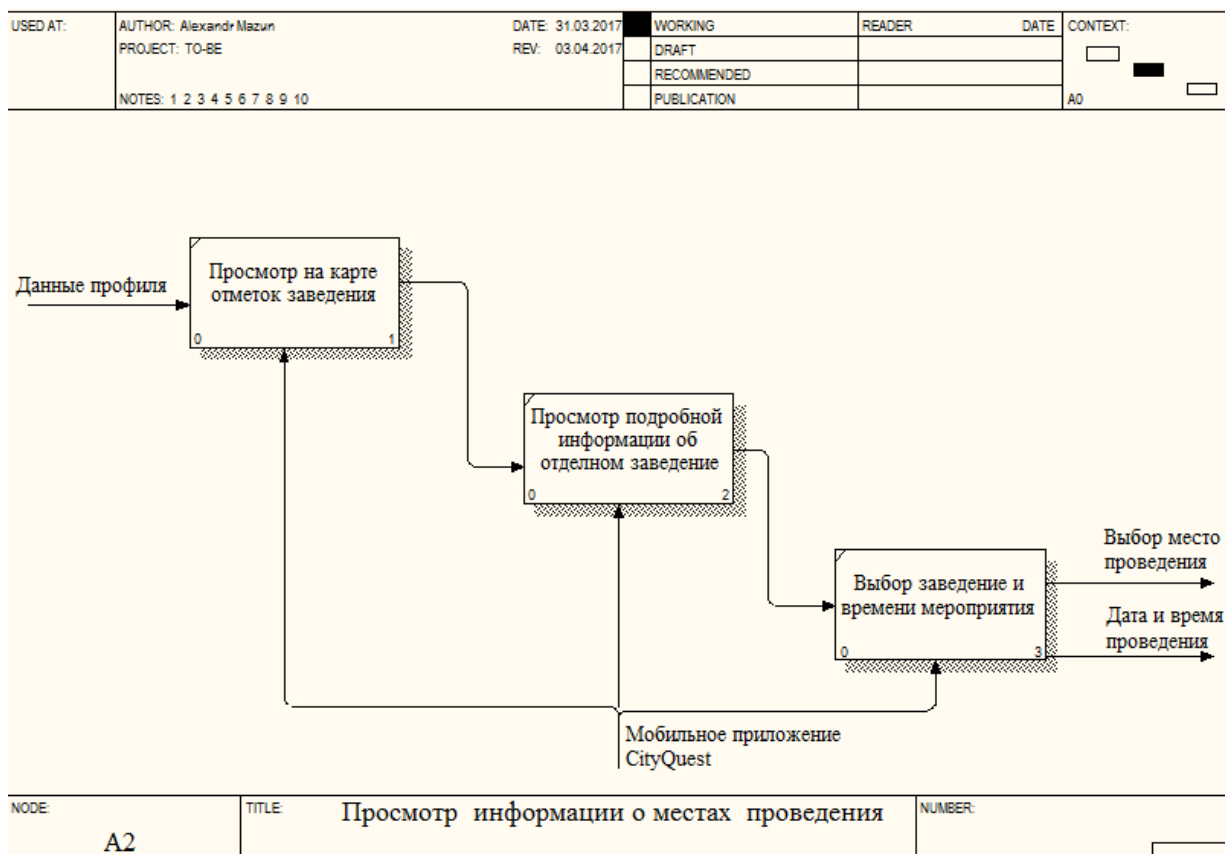 USED AT:
AUTHOR: Alexandr Mazun
DATE: 31.03.2017
PROJECT: TO-BE
REV: 03.04.2017
NOTES: 1 2 3 4 5 6 7 8 9 10
WORKING
DRAFT
RECOMMENDED
PUBLICATION
READER
DATE
CONTEXT:
A0
Данные профиля
Просмотр на карте
отметок заведения
0
1
Просмотр подробной
информации об
отделном заведение
0
2
Выбор заведение и
времени мероприятия
0
3
Выбор место
проведения
Дата и время
проведения
Мобильное приложение
CityQuest
NODE:
A2
TITLE:
Просмотр информации о местах проведения
NUMBER: